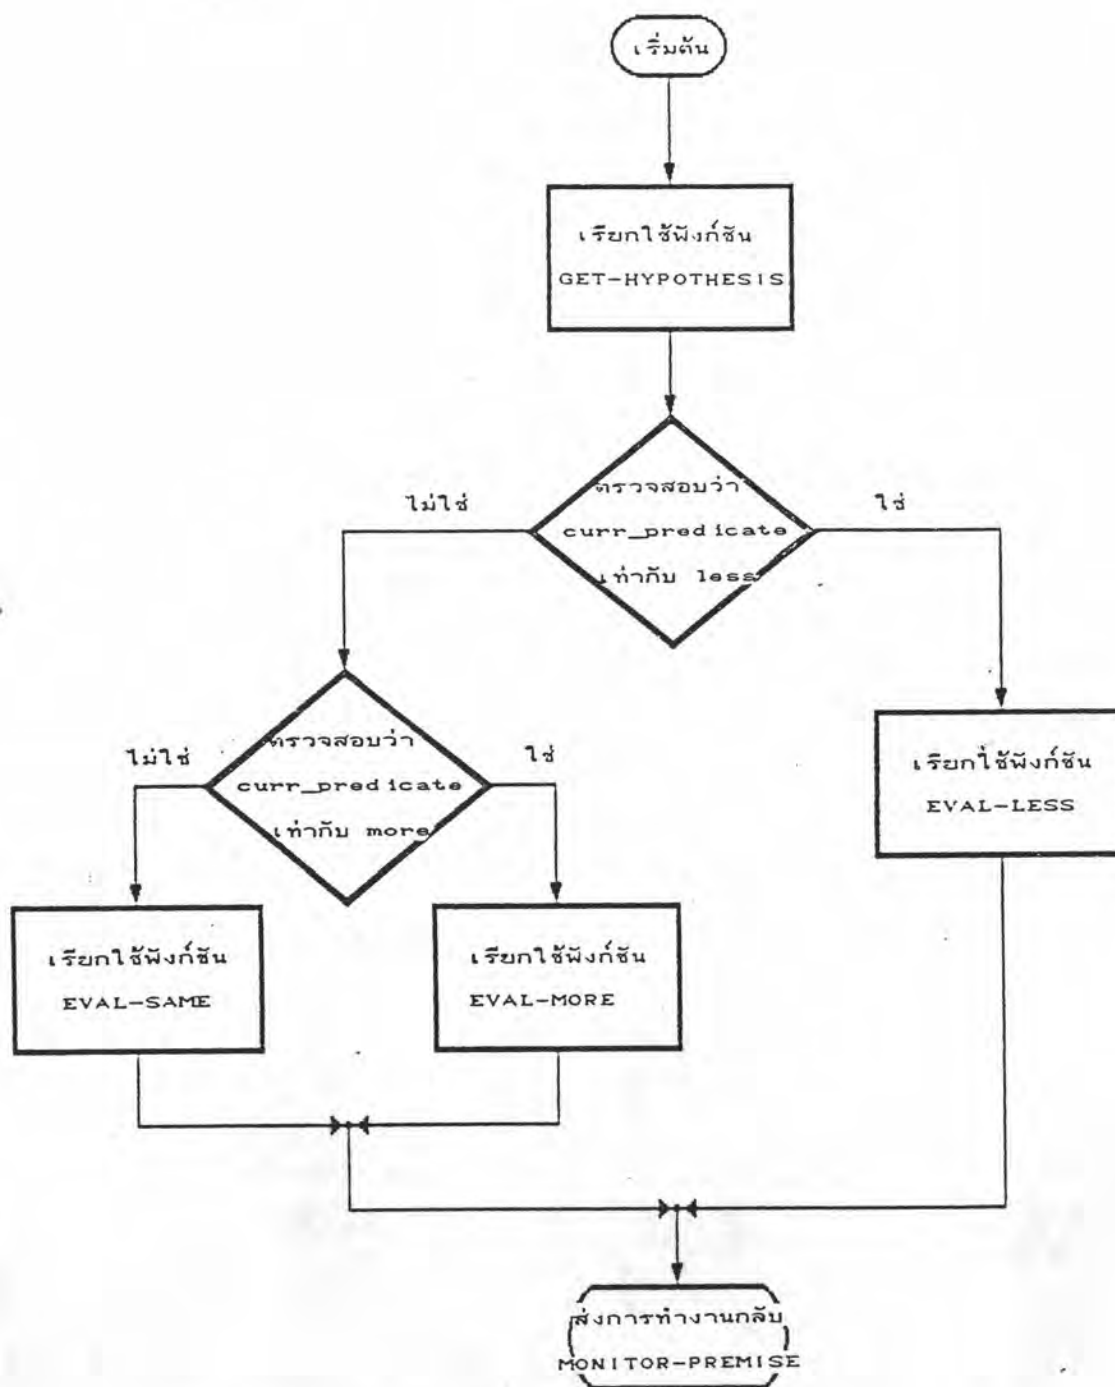 เริ่มต้น
เรียกใช้ฟังก์ชัน
GET-HYPOTHESIS
ตรวจสอบว่า
curr_predicate
เท่ากับ less
ไม่ใช่
ใช่
ตรวจสอบว่า
curr_predicate
เท่ากับ more
ไม่ใช่
ใช่
เรียกใช้ฟังก์ชัน
EVAL-LESS
เรียกใช้ฟังก์ชัน
EVAL-SAME
เรียกใช้ฟังก์ชัน
EVAL-MORE
ส่งการทำงานกลับ
MONITOR-PREMISE